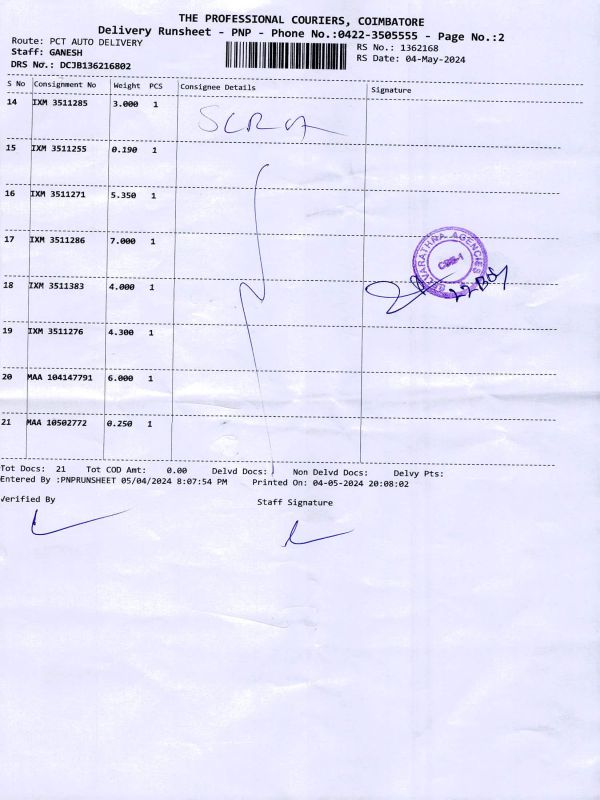 THE PROFESSIONAL COURIERS, COIMBATORE
Delivery Runsheet - PNP - Phone No.:0422-3505555 - Page No.:2
Route: PCT AUTO DELIVERY
RS No.: 1362168
Staff: GANESH
RS Date: 04-May-2024
DRS No.: DCJB136216802
S No Consignment No Weight PCS Consignee Details Signature
14 IXM 3511285 3.000 1
15 IXM 3511255 0.190 1
16 IXM 3511271 5.350 1
17 IXM 3511286 7.000 1
18 IXM 3511383 4.000 1
19 IXM 3511276 4.300 1
20 MAA 104147791 6.000 1
21 MAA 10502772 0.250 1
AGENCIES
Tot Docs: 21 Tot COD Amt: 0.00 Delvd Docs: Non Delvd Docs: Delvy Pts:
Entered By :PNPRUNSHEET 05/04/2024 8:07:54 PM Printed On: 04-05-2024 20:08:02
Verified By
Staff Signature